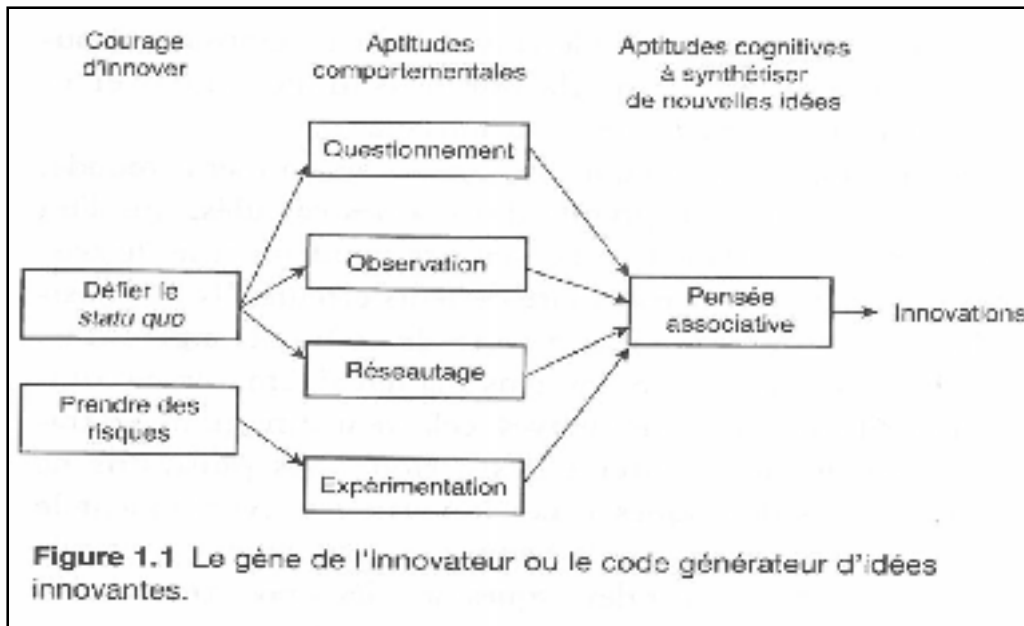 Courage
d'innover
Aptitudes
comportementales
Aptitudes cognitives
à synthétiser
de nouvelles idées
Questionnement
Observation
Défier le
statu quo
Pensée
associative
Innovations
Réseautage
Prendre des
risques
Expérimentation
Figure 1.1 Le gène de l'Innovateur ou le code générateur d'idées
innovantes.